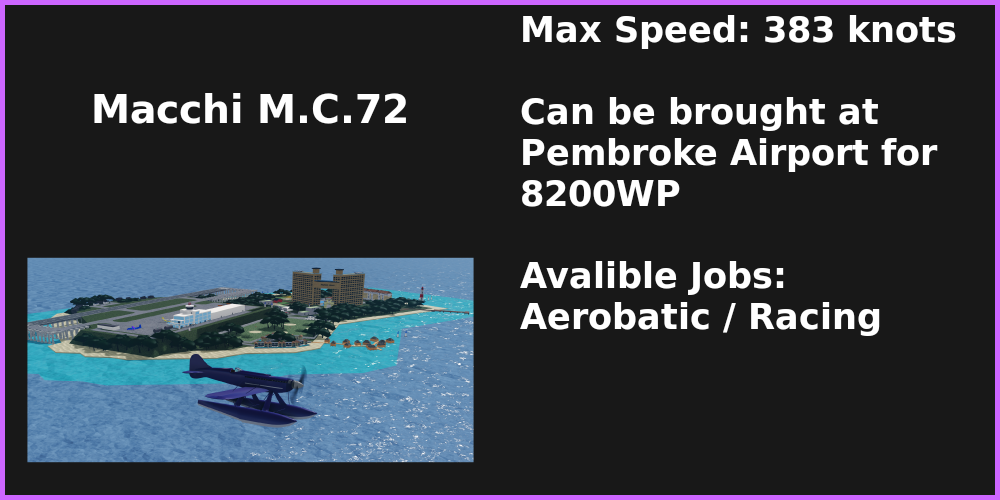 Macchi M.C.72
Max Speed: 383 knots
Can be brought at
Pembroke Airport for
8200WP
Avalible Jobs:
Aerobatic / Racing